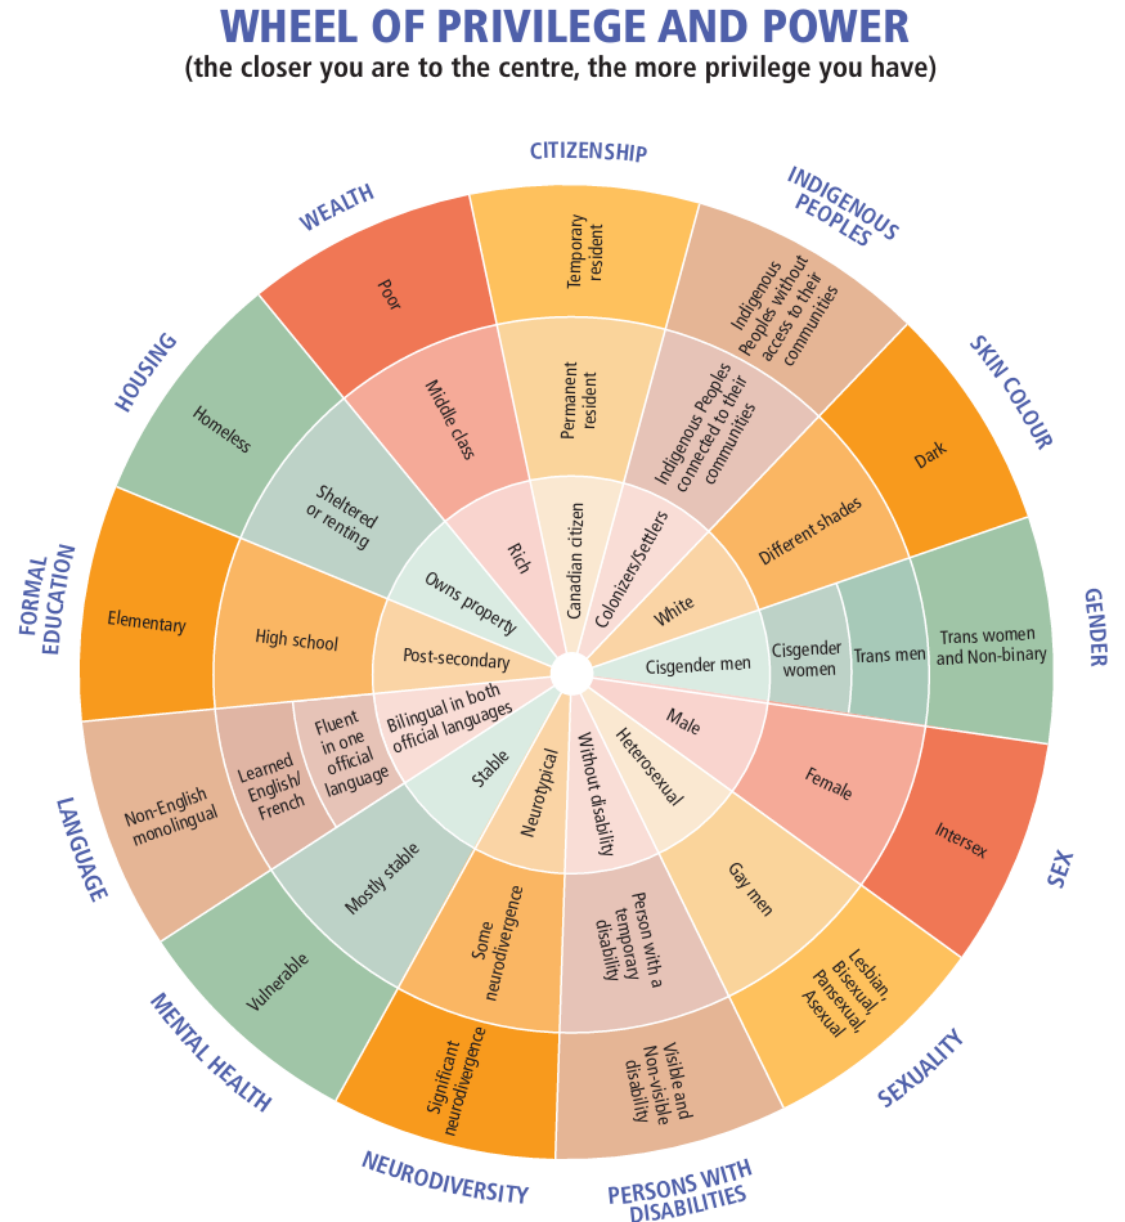 WHEEL OF PRIVILEGE AND POWER
(the closer you are to the centre, the more privilege you have)
CITIZENSHIP
Temporary
resident
Permanent
resident
Canadian citizen
INDIGENOUS
PEOPLES
Indigenous
Peoples without
access to their
communities
Indigenous Peoples
connected to their
communities
Colonizers/Settlers
SKIN COLOUR
Dark
Different shades
White
GENDER
Trans women
and Non-binary
Trans men
Cisgender
women
Cisgender men
SEX
Intersex
Female
Male
SEXUALITY
Lesbian,
Bisexual,
Pansexual,
Asexual
Gay men
Heterosexual
PERSONS WITH
DISABILITIES
Visible and
Non-visible
disability
Person with a
temporary
disability
Without disability
NEURODIVERSITY
Significant
neurodivergence
Some
neurodivergence
Neurotypical
MENTAL HEALTH
Vulnerable
Mostly stable
Stable
LANGUAGE
Non-English
monolingual
Learned
English/
French
Fluent
in one
official
language
Bilingual in both
official languages
FORMAL
EDUCATION
Elementary
High school
Post-secondary
HOUSING
Homeless
Sheltered
or renting
Owns property
WEALTH
Poor
Middle class
Rich